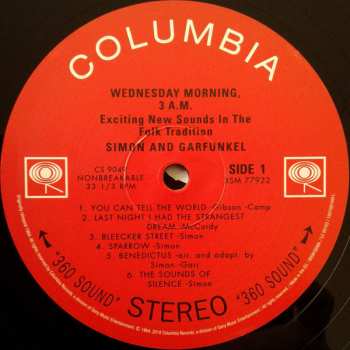 COLUMBIA
WEDNESDAY MORNING,
3 A.M.
Exciting New Sounds In The
Folk Tradition
SIMON AND GARFUNKEL
CS 9049
NONBREAKABLE
33 1/3 RPM
SIDE 1
XSM 77922
1. YOU CAN TELL THE WORLD -Gibson -Camp
2. LAST NIGHT I HAD THE STRANGEST
DREAM -McCurdy
3. BLEECKER STREET -Simon
4. SPARROW -Simon
5. BENEDICTUS -arr. and adapt. by
Simon -Garf.
6. THE SOUNDS OF
SILENCE -Simon
'360 SOUND' STEREO '360 SOUND'